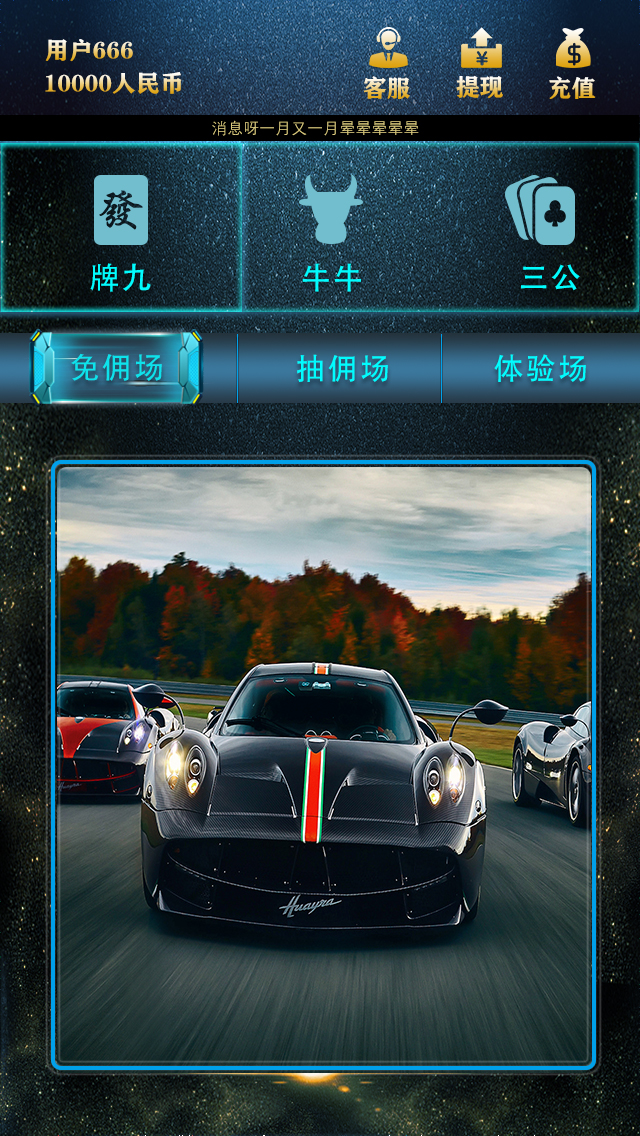 用户666
10000人民币
客服
提现
充值
消息呀一月又一月晕晕晕晕晕
發
牌九
牛牛
三公
免佣场
抽佣场
体验场
Huayra